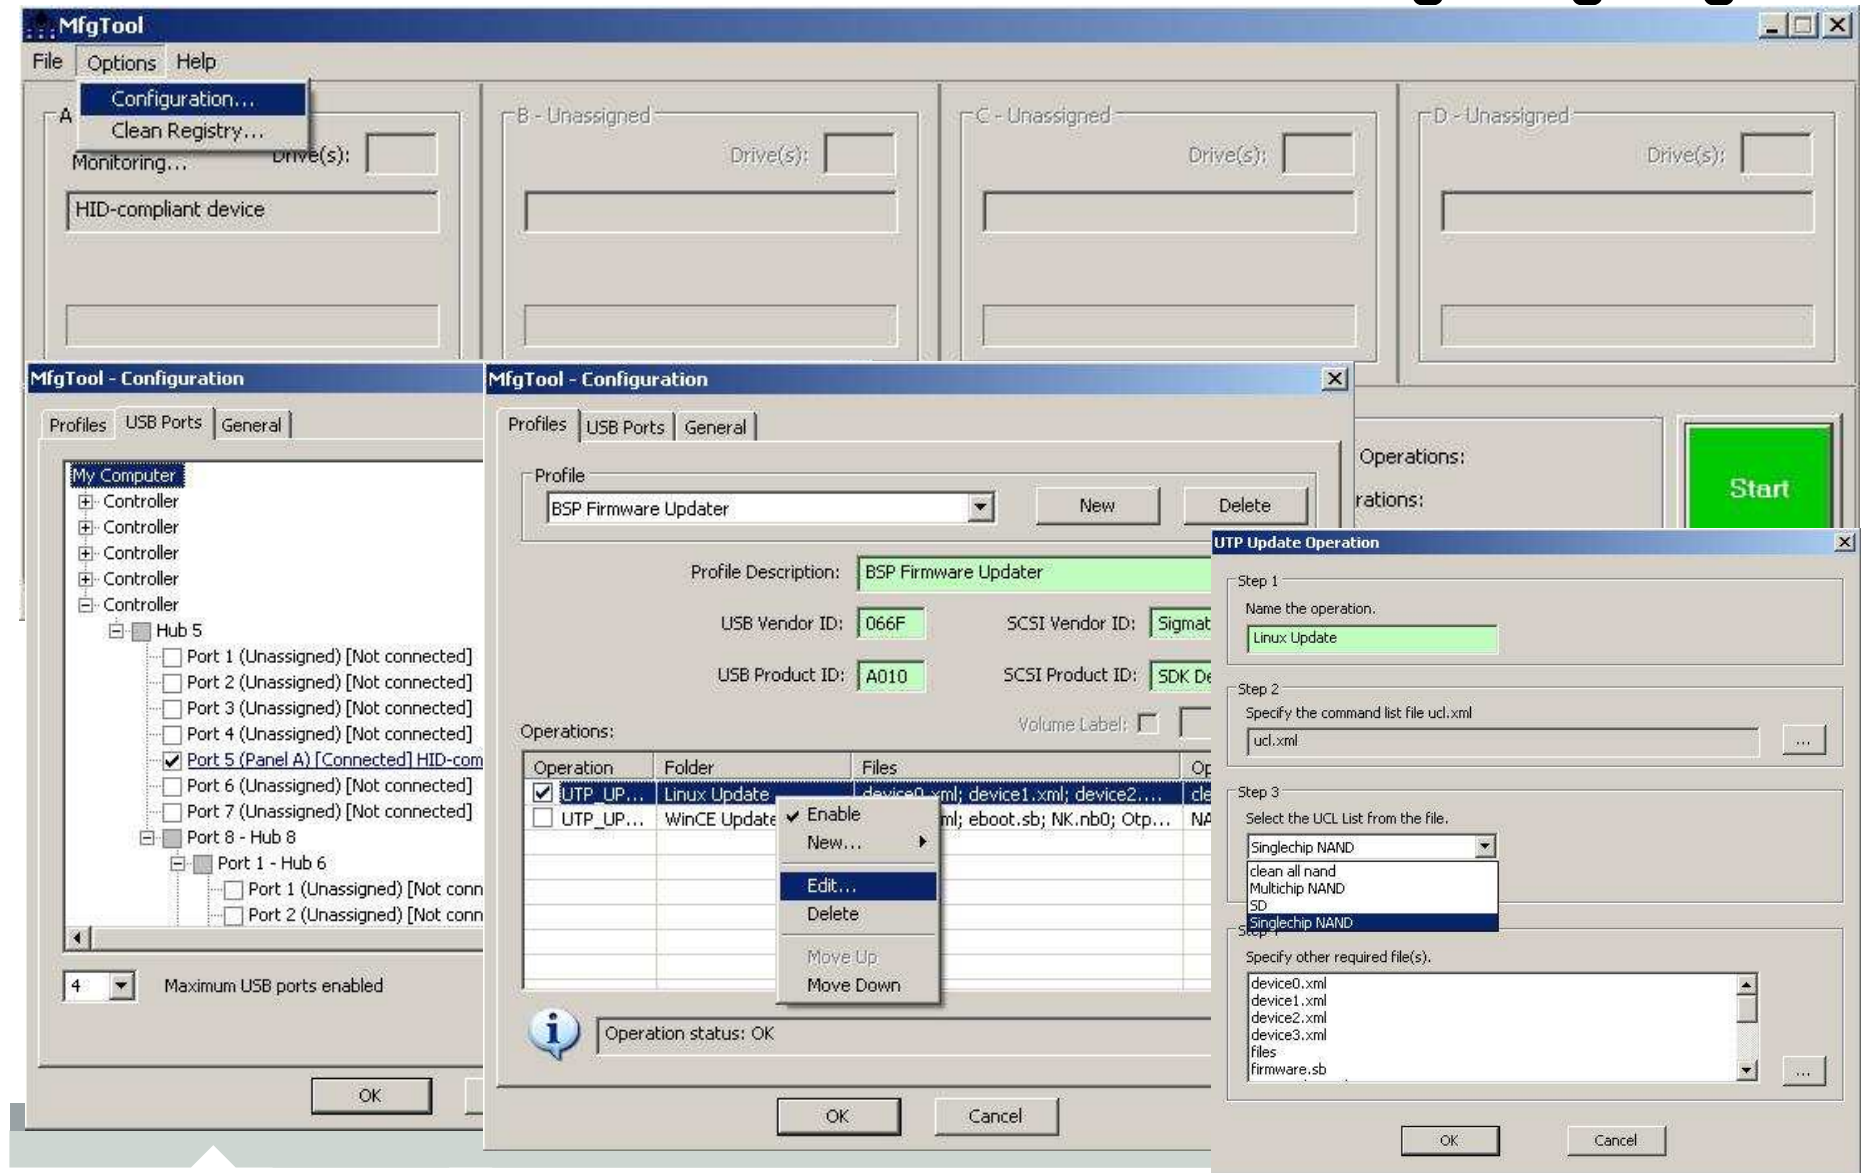 MfgTool
File Options Help
Configuration...
Clean Registry...
A
Monitoring... Drive(s):
HID-compliant device
B - Unassigned
Drive(s):
C - Unassigned
Drive(s):
D - Unassigned
Drive(s):
Operations:
rations:
Start
MfgTool - Configuration
Profiles USB Ports General
My Computer
Controller
Controller
Controller
Controller
Controller
Hub 5
Port 1 (Unassigned) [Not connected]
Port 2 (Unassigned) [Not connected]
Port 3 (Unassigned) [Not connected]
Port 4 (Unassigned) [Not connected]
Port 5 (Panel A) [Connected] HID-com
Port 6 (Unassigned) [Not connected]
Port 7 (Unassigned) [Not connected]
Port 8 - Hub 8
Port 1 - Hub 6
Port 1 (Unassigned) [Not conn
Port 2 (Unassigned) [Not conn
4 Maximum USB ports enabled
OK
MfgTool - Configuration
Profiles USB Ports General
Profile
BSP Firmware Updater New Delete
Profile Description: BSP Firmware Updater
USB Vendor ID: 066F SCSI Vendor ID: Sigmat
USB Product ID: A010 SCSI Product ID: SDK De
Volume Label:
Operations:
Operation Folder Files Op
UTP_UP... Linux Update device0.xml; device1.xml; device2.... cle
UTP_UP... WinCE Update ml; eboot.sb; NK.nb0; Otp... NA
Enable
New...
Edit...
Delete
Move Up
Move Down
Operation status: OK
OK Cancel
UTP Update Operation
Step 1
Name the operation.
Linux Update
Step 2
Specify the command list file ucl.xml
ucl.xml ...
Step 3
Select the UCL List from the file.
Singlechip NAND
clean all nand
Multichip NAND
SD
Singlechip NAND
Specify other required file(s).
device0.xml
device1.xml
device2.xml
device3.xml
files
firmware.sb
...
OK Cancel